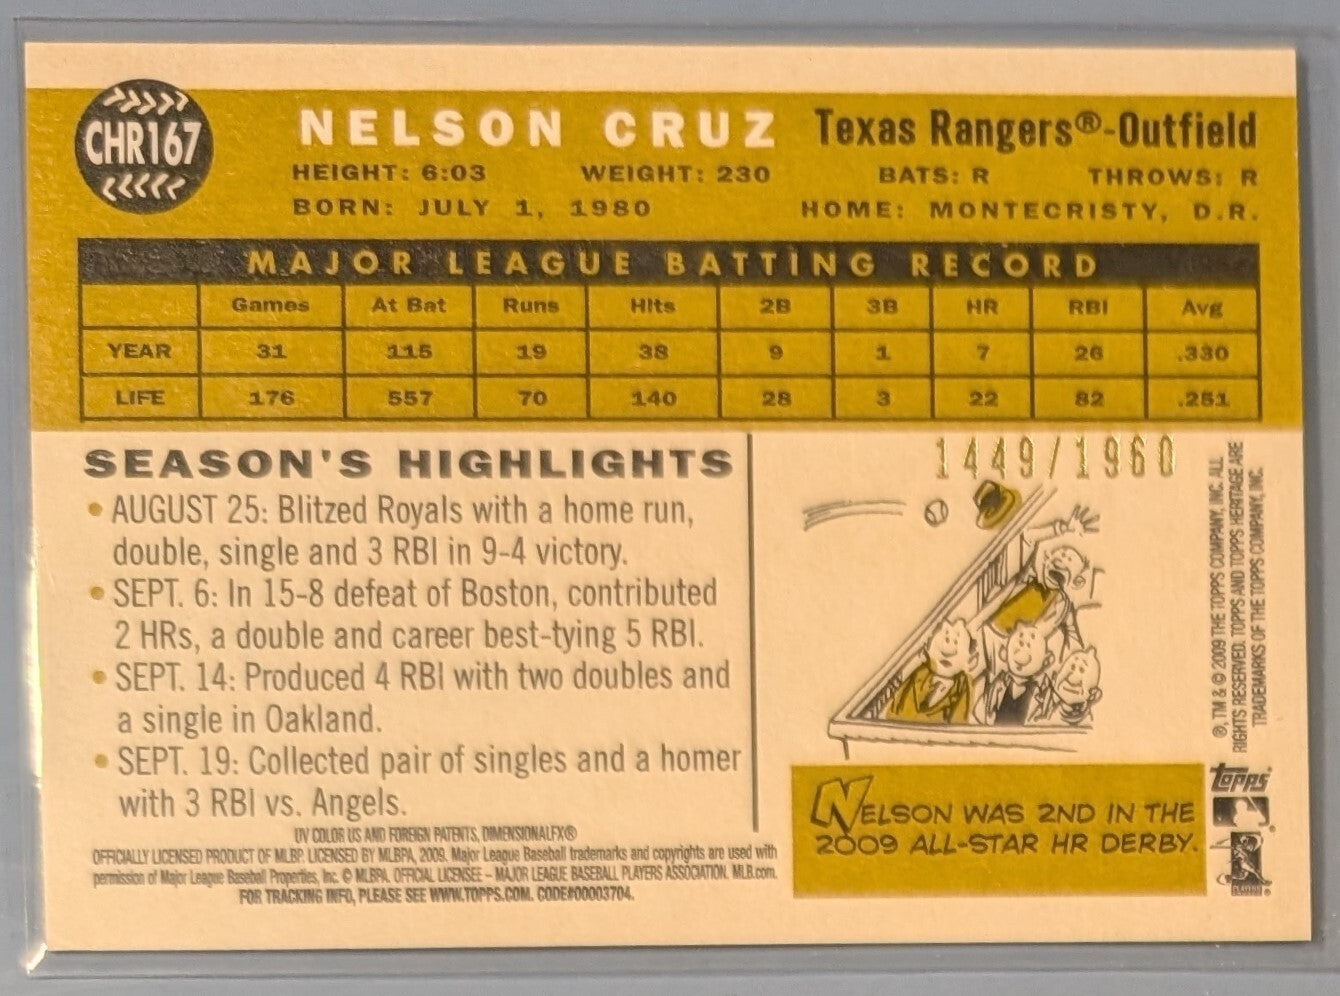 CHR167
NELSON CRUZ
Texas Rangers®-Outfield
HEIGHT: 6:03 WEIGHT: 230 BATS: R THROWS: R
BORN: JULY 1, 1980 HOME: MONTECRISTY, D.R.
MAJOR LEAGUE BATTING RECORD
Games At Bat Runs Hits 2B 3B HR RBI Avg
YEAR 31 115 19 38 9 1 7 26 .330
LIFE 176 557 70 140 28 3 22 82 .251
SEASON'S HIGHLIGHTS
• AUGUST 25: Blitzed Royals with a home run,
double, single and 3 RBI in 9-4 victory.
• SEPT. 6: In 15-8 defeat of Boston, contributed
2 HRs, a double and career best-tying 5 RBI.
• SEPT. 14: Produced 4 RBI with two doubles and
a single in Oakland.
• SEPT. 19: Collected pair of singles and a homer
with 3 RBI vs. Angels.
UV COLOR US AND FOREIGN PATENTS, DIMENSIONALFX®
OFFICIALLY LICENSED PRODUCT OF MLBP. LICENSED BY MLBPA, 2009. Major League Baseball trademarks and copyrights are used with
permission of Major League Baseball Properties, Inc. © MLBPA. OFFICIAL LICENSEE – MAJOR LEAGUE BASEBALL PLAYERS ASSOCIATION. MLB.com.
FOR TRACKING INFO, PLEASE SEE WWW.TOPPS.COM. CODE#00003704.
1449/1960
NELSON WAS 2ND IN THE
2009 ALL-STAR HR DERBY.
®, TM & © 2009 THE TOPPS COMPANY, INC. ALL
RIGHTS RESERVED. TOPPS AND TOPPS HERITAGE ARE
TRADEMARKS OF THE TOPPS COMPANY, INC.
TOPPS®